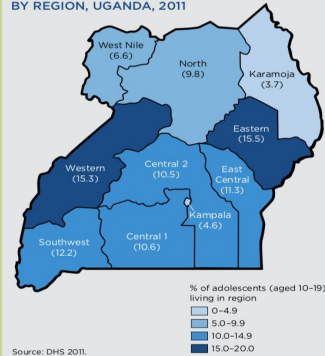 BY REGION, UGANDA, 2011
West Nile
(6.6)
North
(9.8)
Karamoja
(3.7)
Eastern
(15.5)
Western
(15.3)
Central 2
(10.5)
East
Central
(11.3)
Kampala
(4.6)
Southwest
(12.2)
Central 1
(10.6)
% of adolescents (aged 10–19)
living in region
0–4.9
5.0–9.9
10.0–14.9
15.0–20.0
Source: DHS 2011.